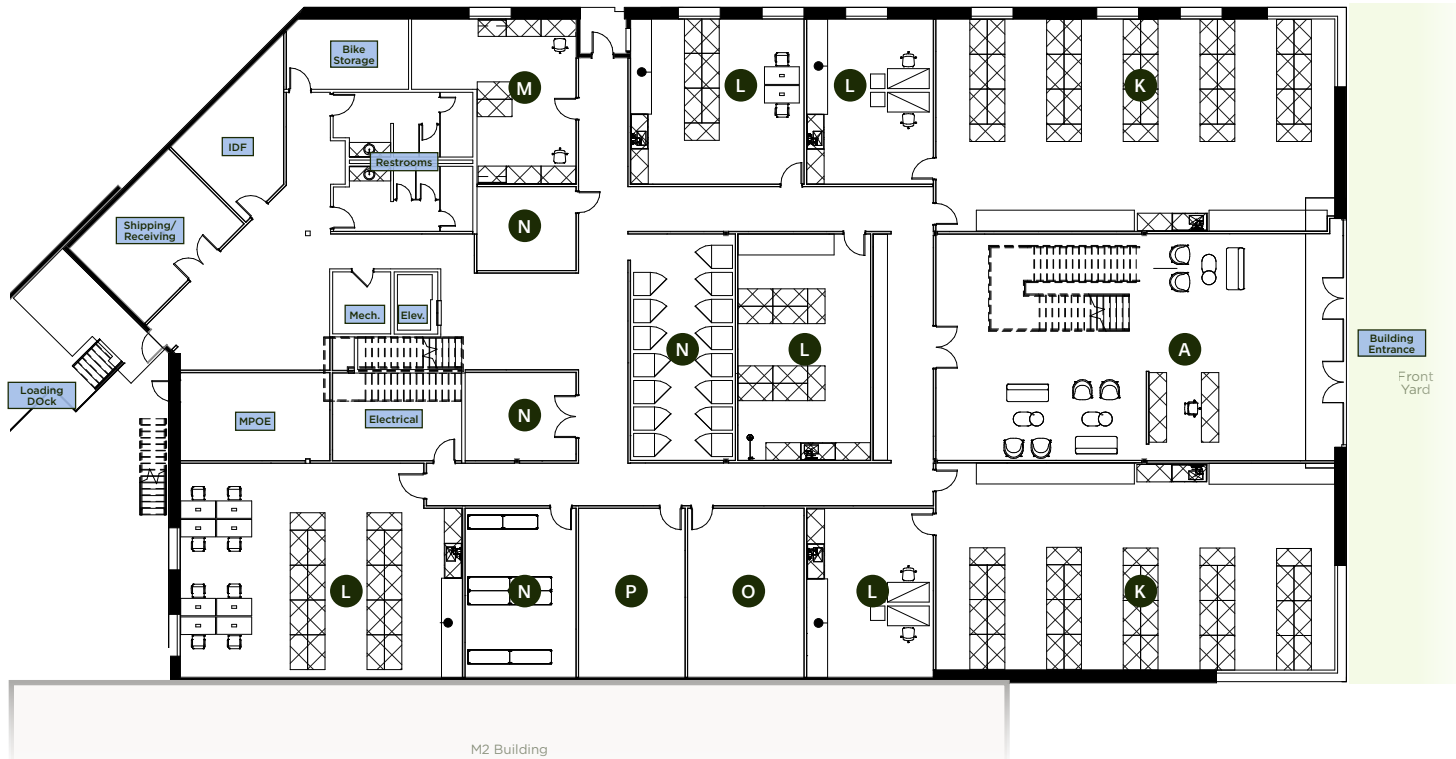 Bike
Storage
M
L
L
K
IDF
Restrooms
Shipping/
Receiving
N
Mech.
Elev.
N
L
A
Building
Entrance
Front
Yard
Loading
DOck
MPOE
Electrical
N
L
N
P
O
L
K
M2 Building